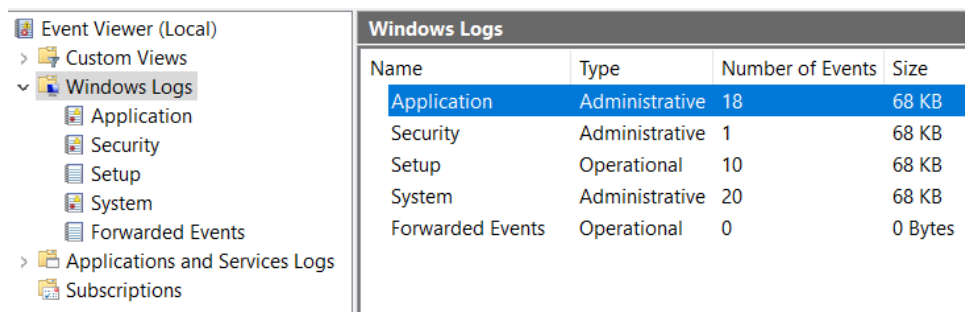 Event Viewer (Local)
Custom Views
Windows Logs
Application
Security
Setup
System
Forwarded Events
Applications and Services Logs
Subscriptions
Windows Logs
Name Type Number of Events Size
Application Administrative 18 68 KB
Security Administrative 1 68 KB
Setup Operational 10 68 KB
System Administrative 20 68 KB
Forwarded Events Operational 0 0 Bytes